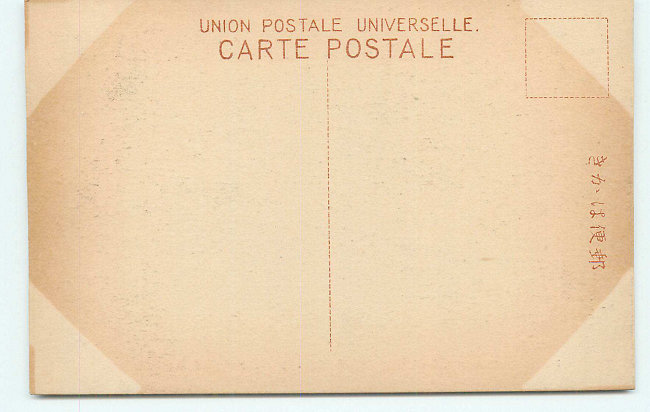 UNION POSTALE UNIVERSELLE.
CARTE POSTALE
郵便はかき